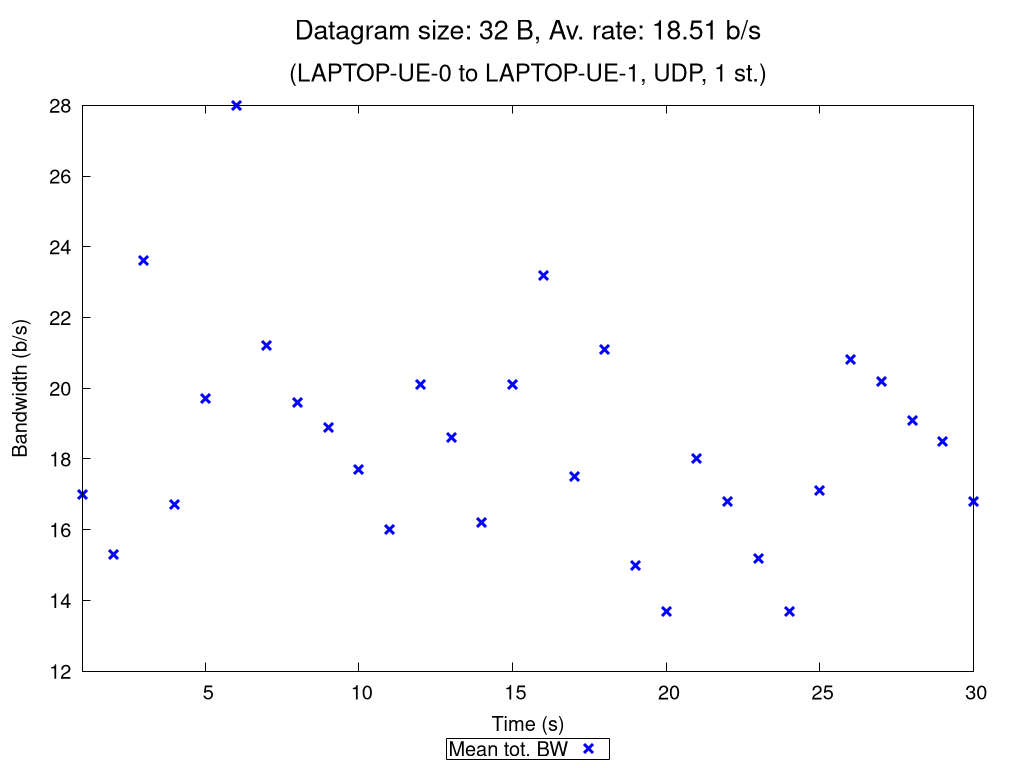 Datagram size: 32 B, Av. rate: 18.51 b/s
(LAPTOP-UE-0 to LAPTOP-UE-1, UDP, 1 st.)
28
26
24
22
20
18
16
14
12
Bandwidth (b/s)
5 10 15 20 25 30
Time (s)
Mean tot. BW